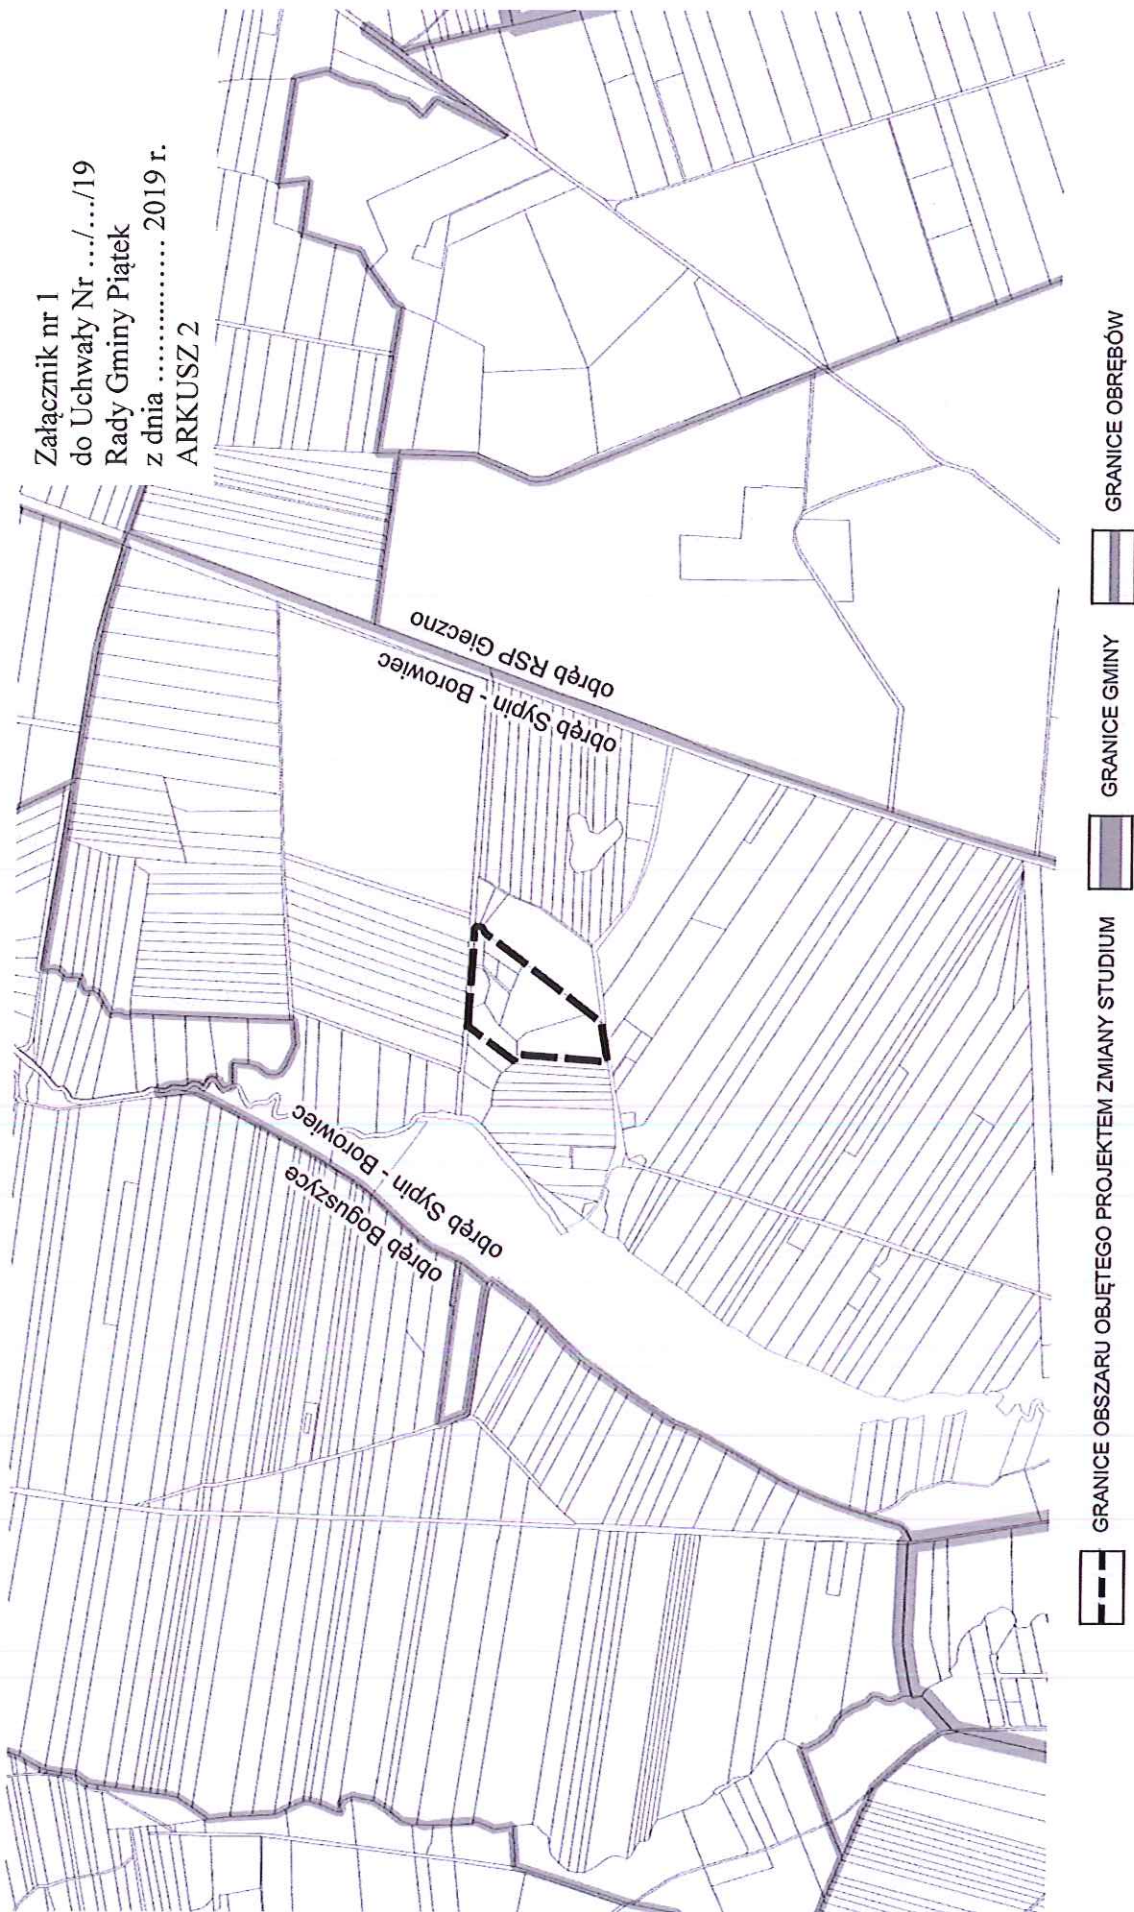 Załącznik nr 1
do Uchwały Nr .../.../19
Rady Gminy Piątek
z dnia .................... 2019 r.
ARKUSZ 2
obręb RSP Gieczno
obręb Sypin - Borowiec
obręb Sypin - Borowiec
obręb Boguszyce
GRANICE OBSZARU OBJĘTEGO PROJEKTEM ZMIANY STUDIUM
GRANICE GMINY
GRANICE OBRĘBÓW